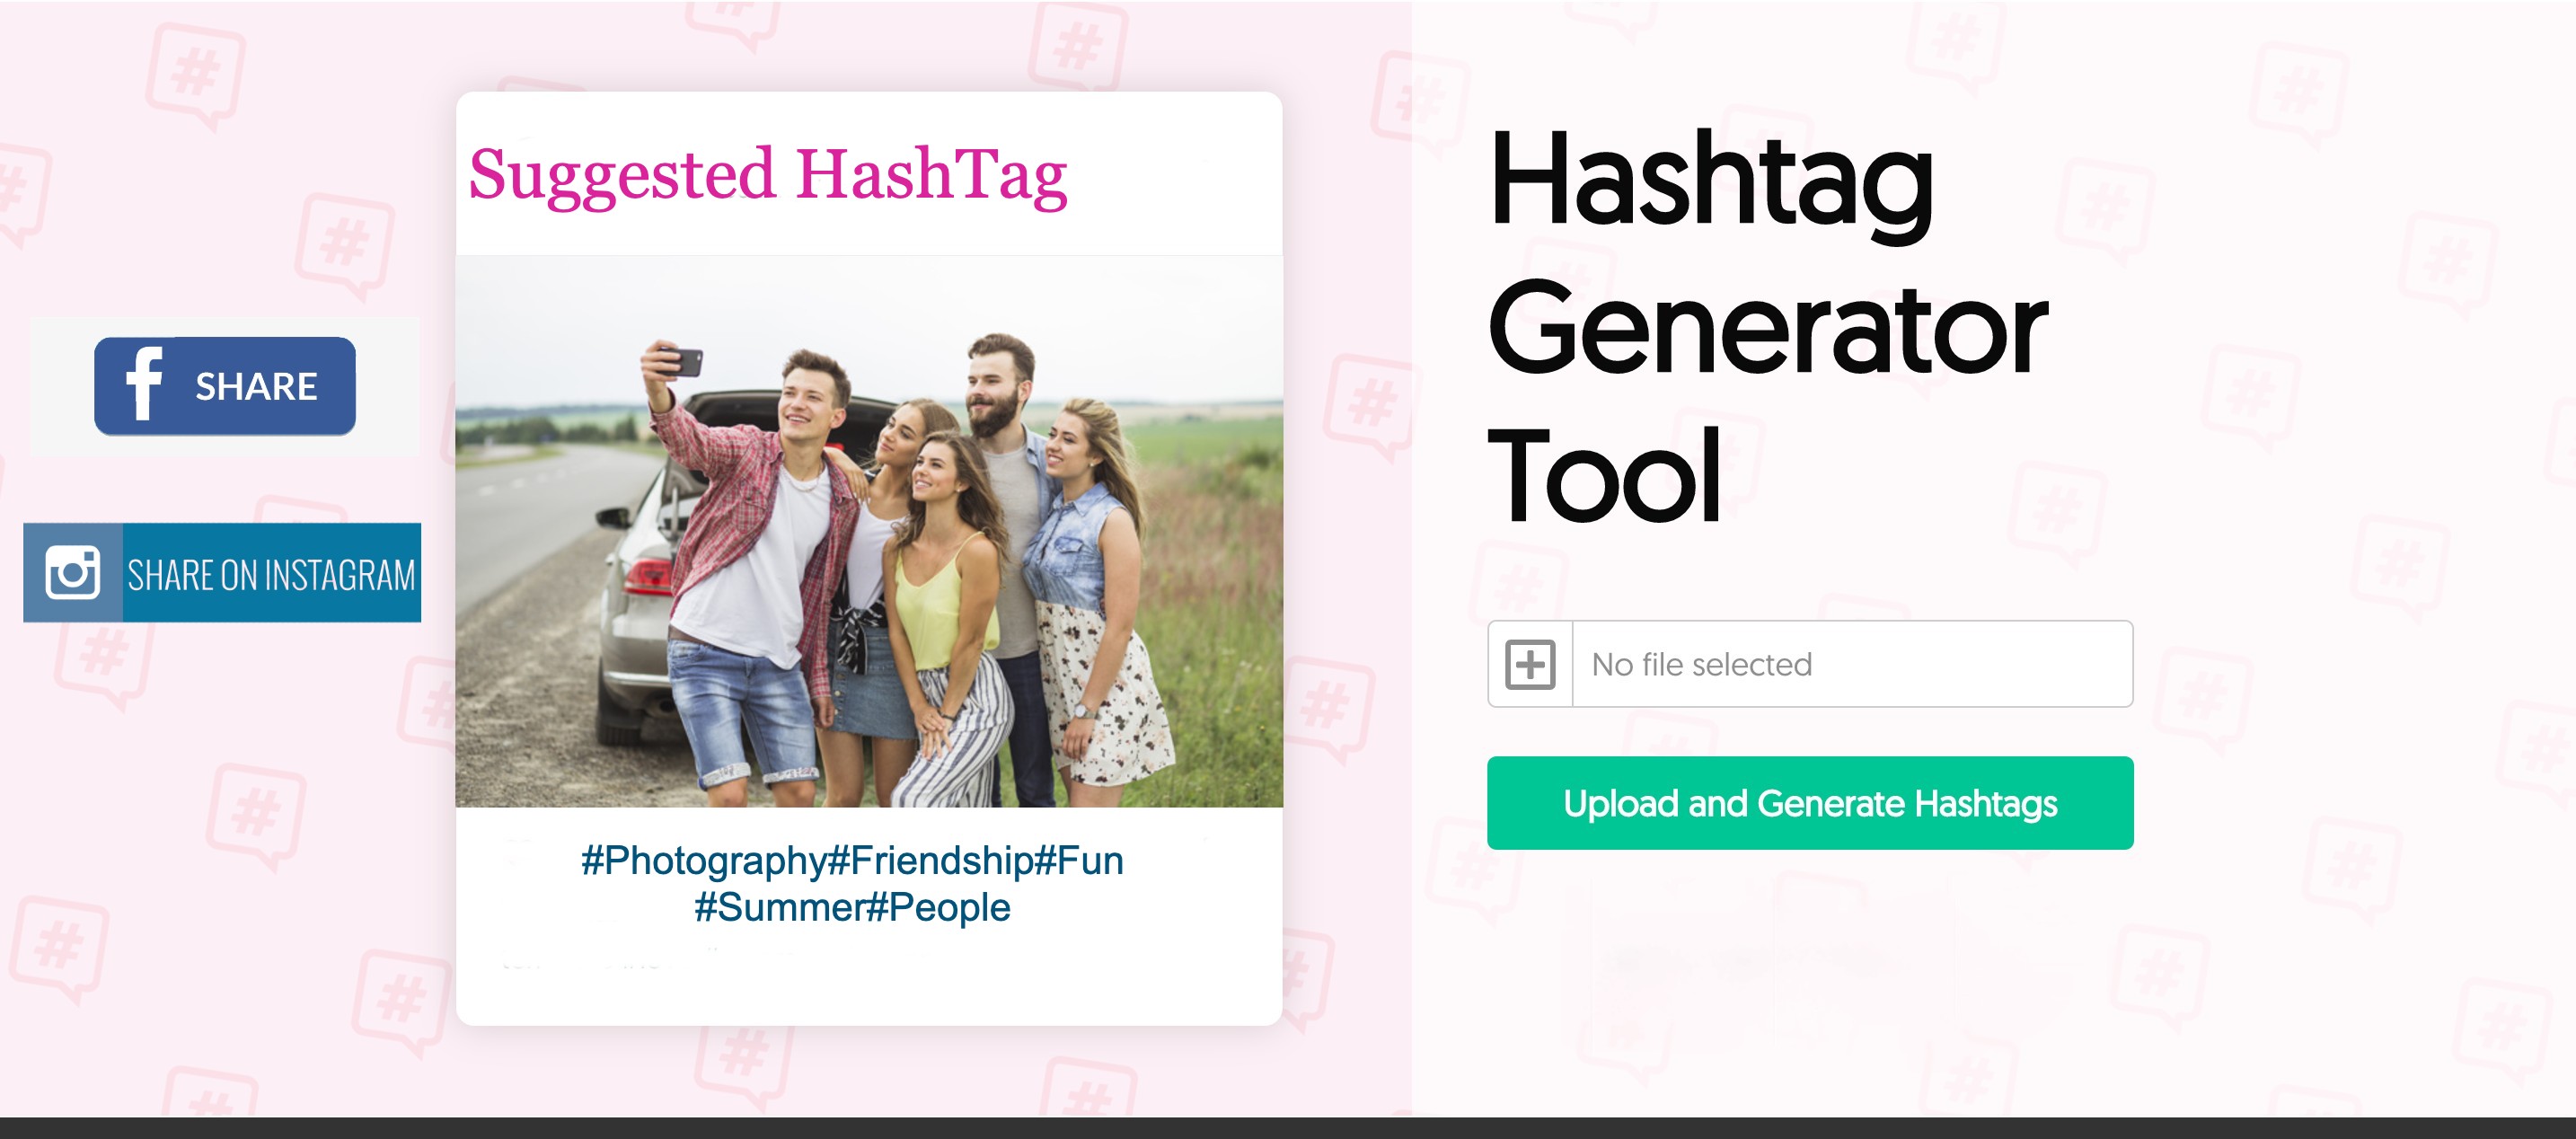 Suggested HashTag
f SHARE
SHARE ON INSTAGRAM
#Photography#Friendship#Fun
#Summer#People
Hashtag
Generator
Tool
No file selected
Upload and Generate Hashtags